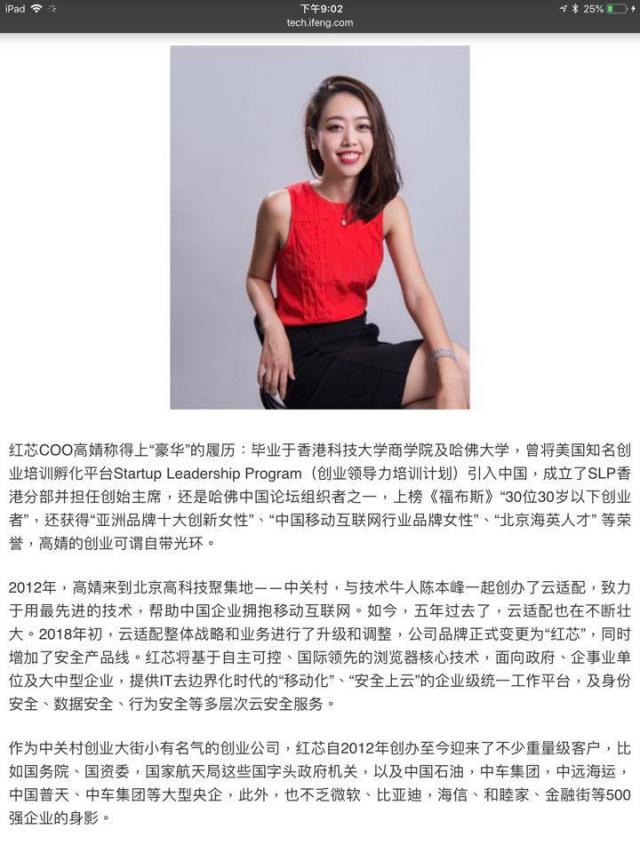 iPad
下午9:02
25%
tech.ifeng.com
红芯COO高婧称得上“豪华”的履历：毕业于香港科技大学商学院及哈佛大学，曾将美国知名创
业培训孵化平台Startup Leadership Program（创业领导力培训计划）引入中国，成立了SLP香
港分部并担任创始主席，还是哈佛中国论坛组织者之一，上榜《福布斯》“30位30岁以下创业
者”，还获得“亚洲品牌十大创新女性”、“中国移动互联网行业品牌女性”、“北京海英人才” 等荣
誉，高婧的创业可谓自带光环。
2012年，高婧来到北京高科技聚集地——中关村，与技术牛人陈本峰一起创办了云适配，致力
于用最先进的技术，帮助中国企业拥抱移动互联网。如今，五年过去了，云适配也在不断壮
大。2018年初，云适配整体战略和业务进行了升级和调整，公司品牌正式变更为“红芯”，同时
增加了安全产品线。红芯将基于自主可控、国际领先的浏览器核心技术，面向政府、企事业单
位及大中型企业，提供IT去边界化时代的“移动化”、“安全上云”的企业级统一工作平台，及身份
安全、数据安全、行为安全等多层次云安全服务。
作为中关村创业大街小有名气的创业公司，红芯自2012年创办至今迎来了不少重量级客户，比
如国务院、国资委，国家航天局这些国字头政府机关，以及中国石油，中车集团，中远海运，
中国普天、中车集团等大型央企，此外，也不乏微软、比亚迪，海信、和睦家、金融街等500
强企业的身影。